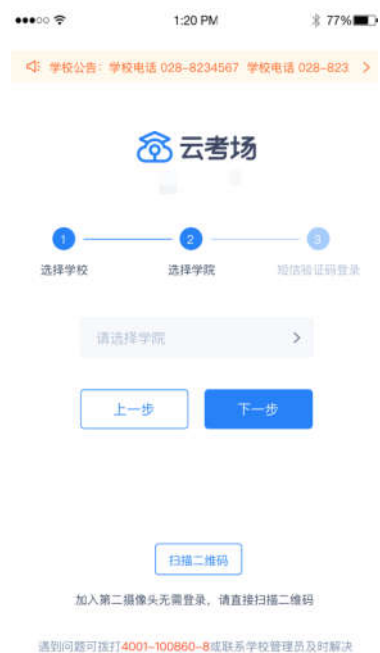 1:20 PM
77%
学校公告：学校电话 028-8234567 学校电话 028-823
云考场
1
2
3
选择学校
选择学院
短信验证码登录
请选择学院
上一步
下一步
扫描二维码
加入第二摄像头无需登录，请直接扫描二维码
遇到问题可拨打4001-100860-8或联系学校管理员及时解决